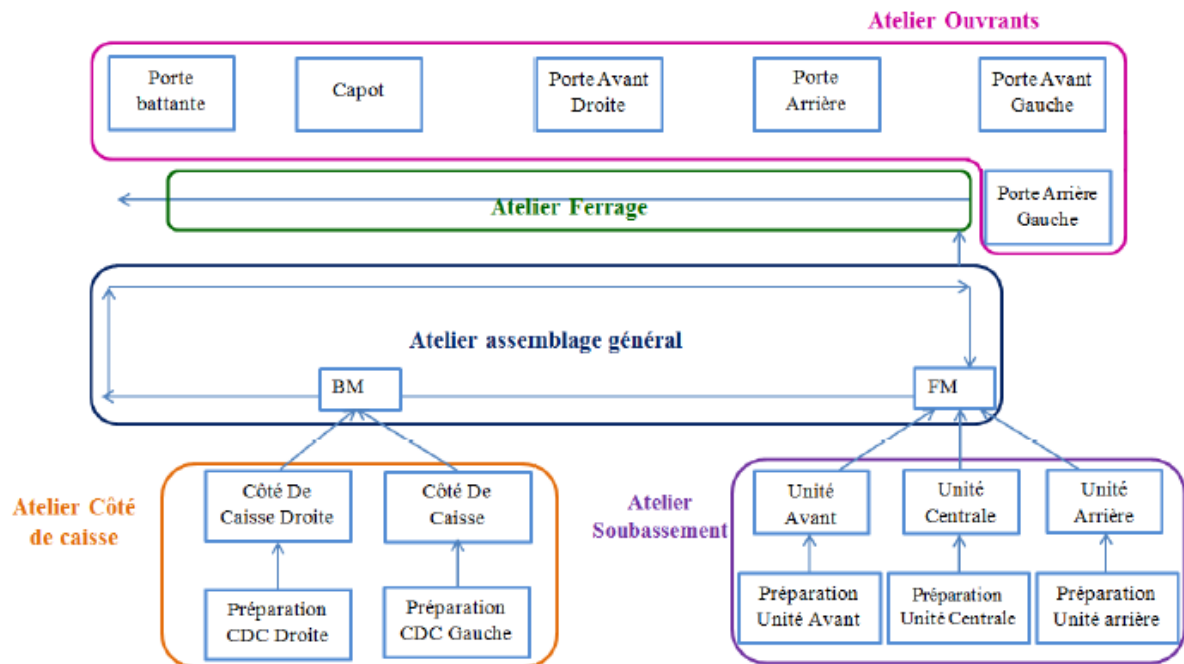 Atelier Ouvrants
Porte
battante
Capot
Porte Avant
Droite
Porte
Arrière
Porte Avant
Gauche
Atelier Ferrage
Porte Arrière
Gauche
Atelier assemblage général
BM
FM
Atelier Côté
de caisse
Côté De
Caisse Droite
Côté De
Caisse
Préparation
CDC Droite
Préparation
CDC Gauche
Atelier
Soubassement
Unité
Avant
Unité
Centrale
Unité
Arrière
Préparation
Unité Avant
Préparation
Unité Centrale
Préparation
Unité arrière